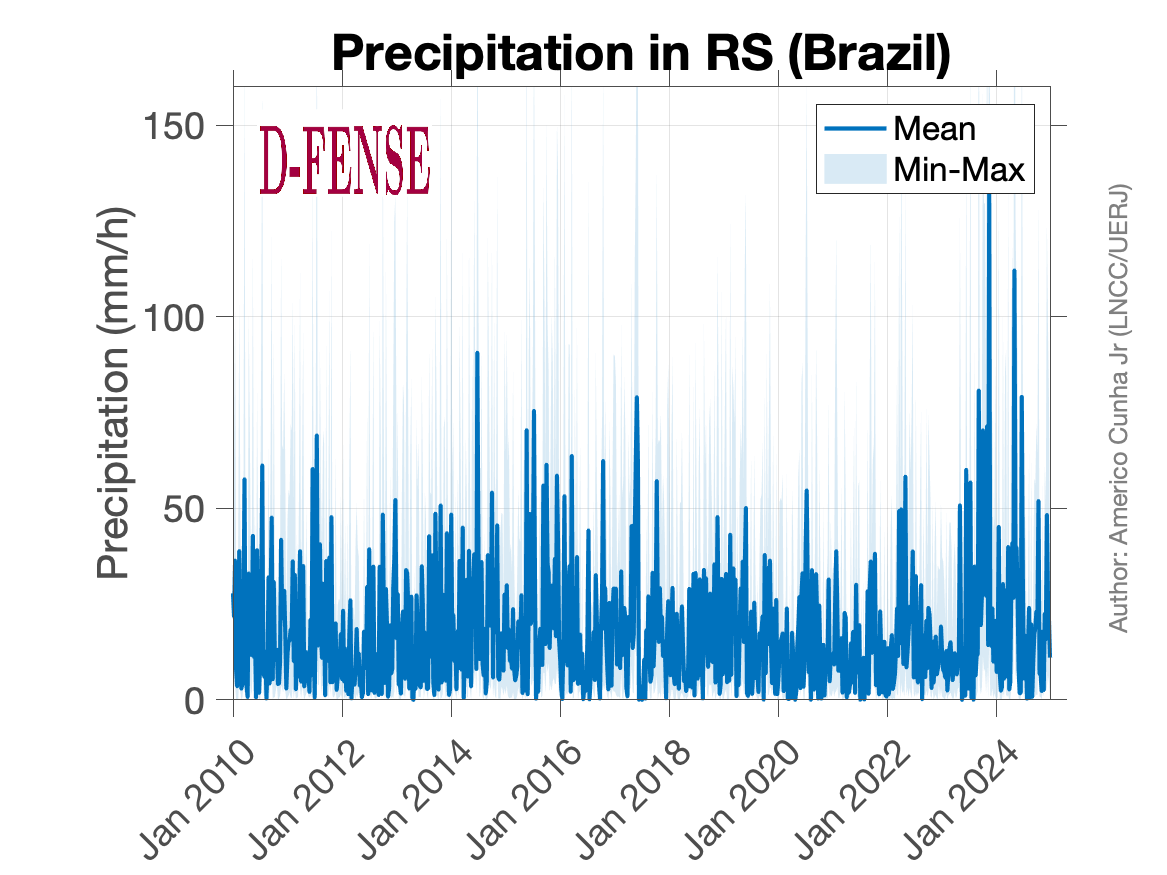 Precipitation in RS (Brazil)
D-FENSE
Mean
Min-Max
Precipitation (mm/h)
150
100
50
0
Jan 2010
Jan 2012
Jan 2014
Jan 2016
Jan 2018
Jan 2020
Jan 2022
Jan 2024
Author: Americo Cunha Jr (LNCC/UERJ)